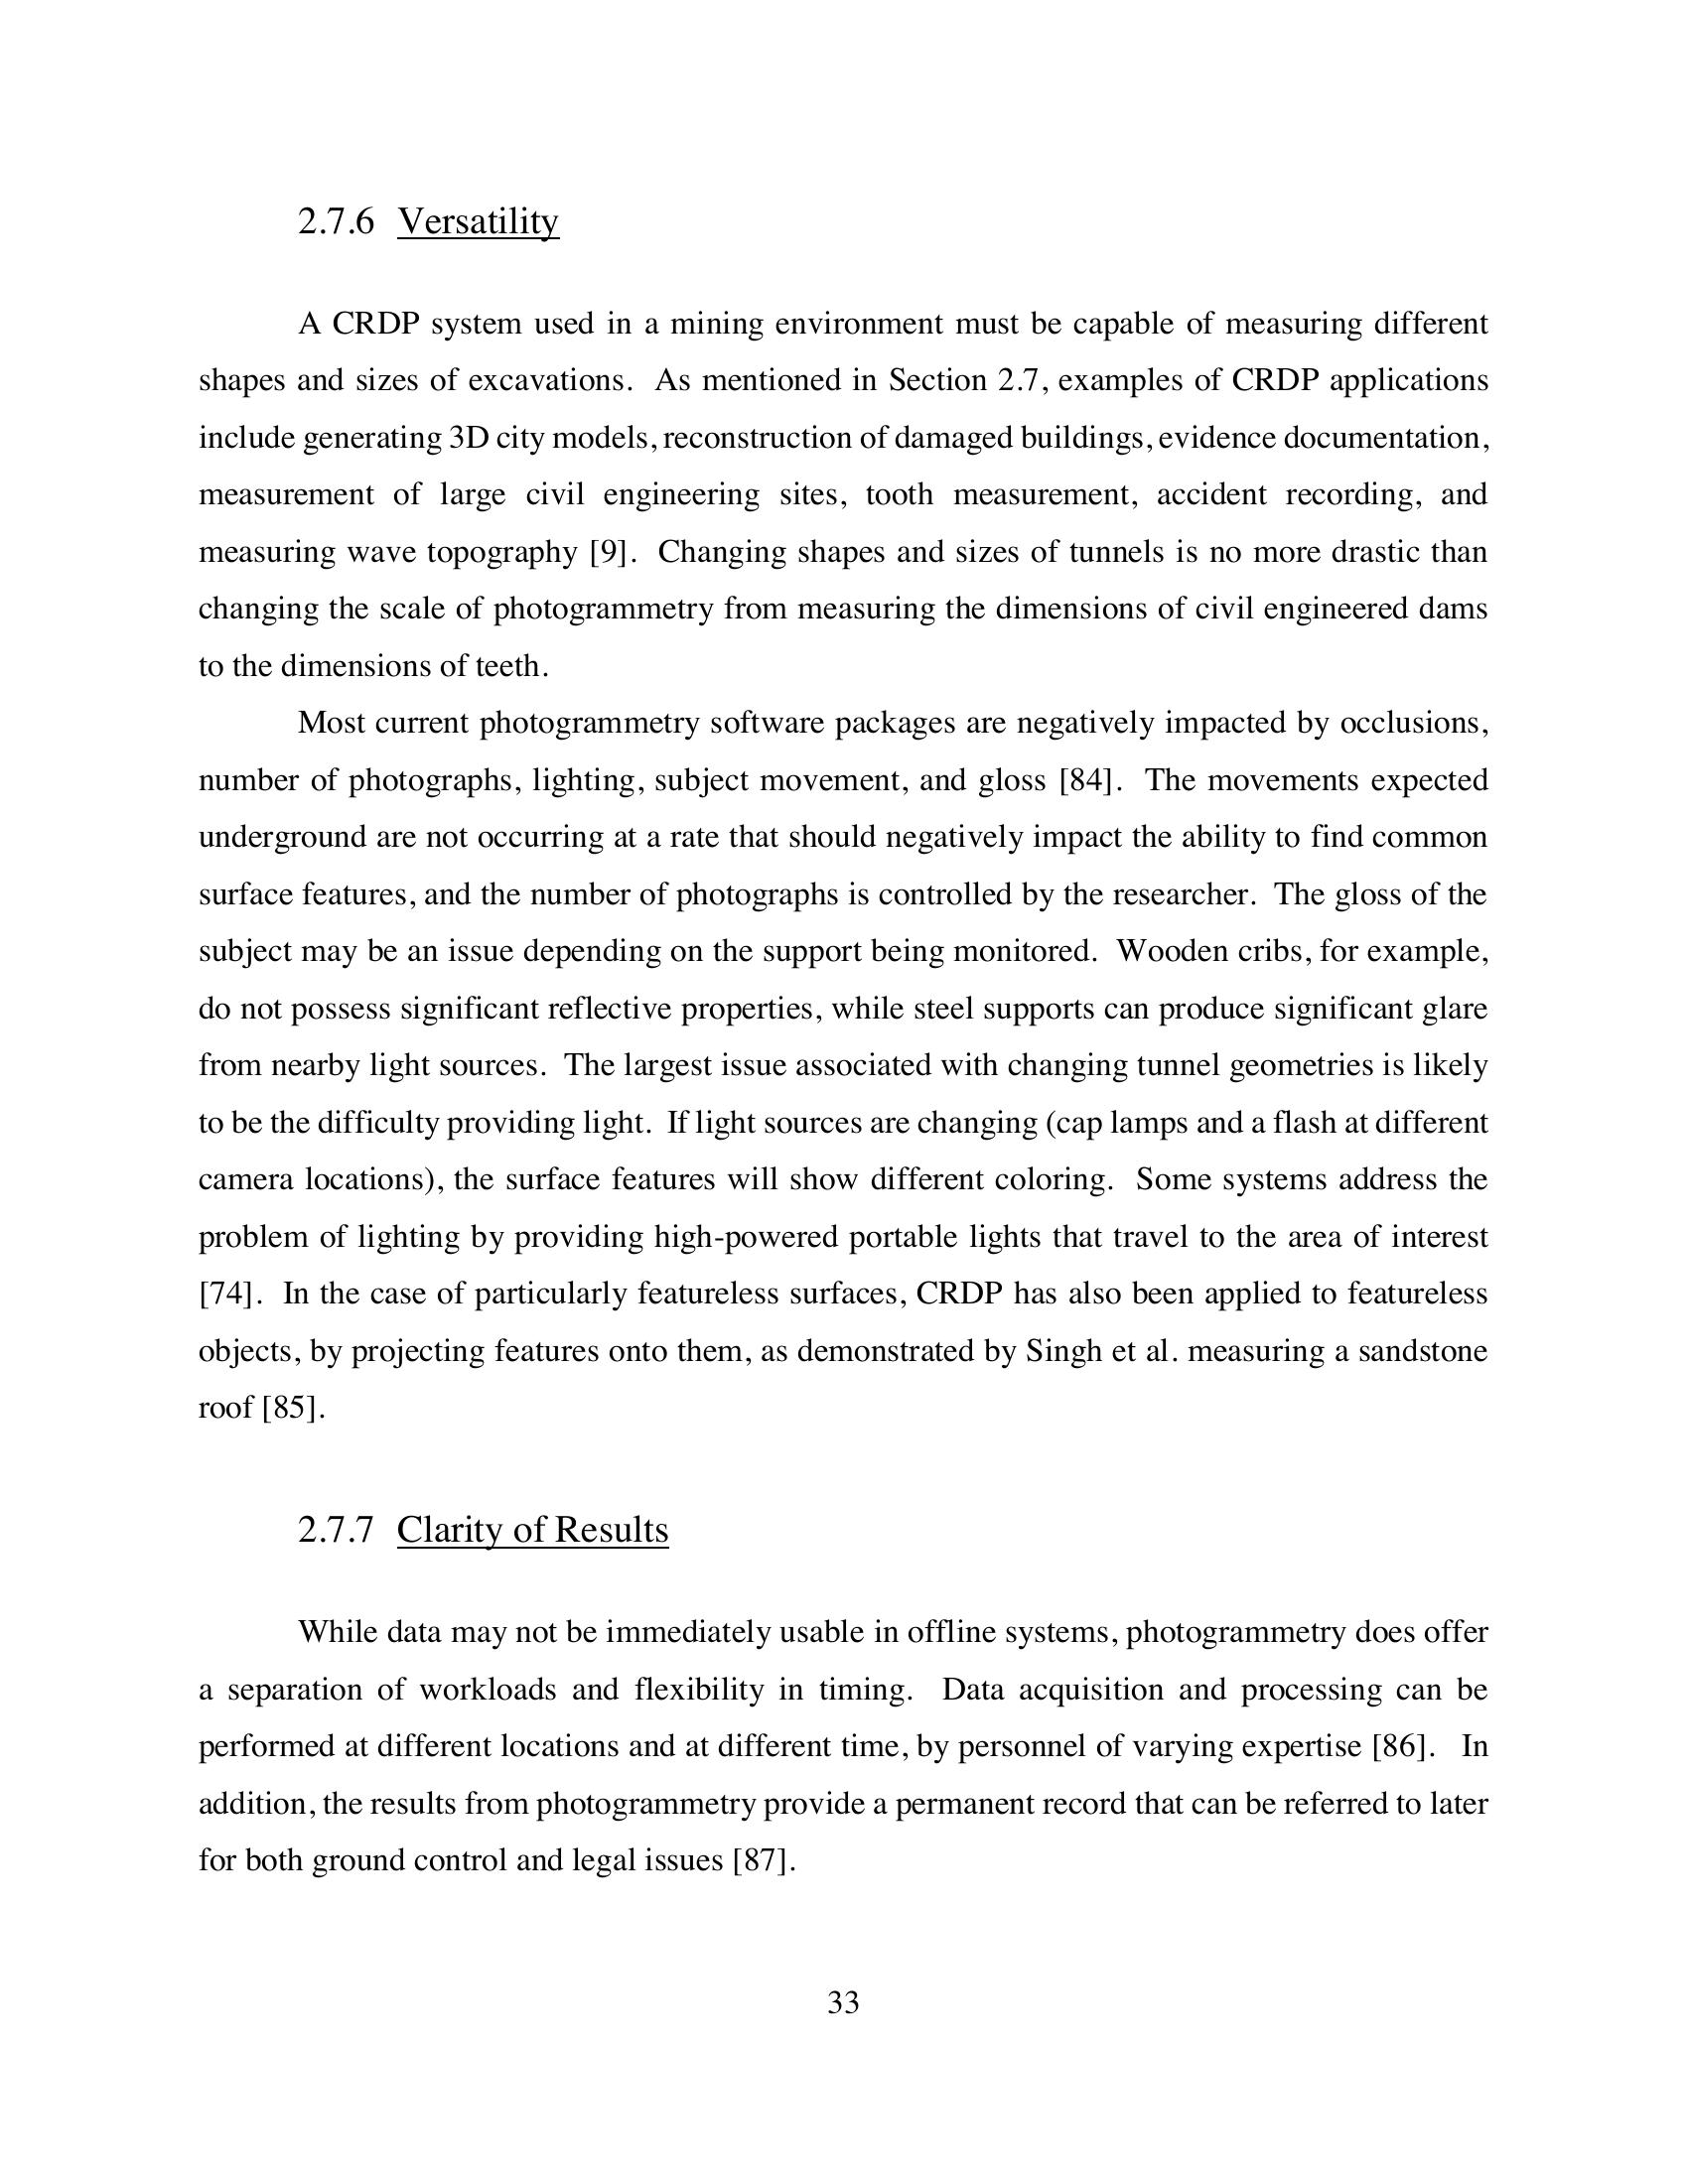 2.7.6 Versatility
A CRDP system used in a mining environment must be capable of measuring different
shapes and sizes of excavations. As mentioned in Section 2.7, examples of CRDP applications
include generating 3D city models, reconstruction of damaged buildings, evidence documentation,
measurement of large civil engineering sites, tooth measurement, accident recording, and
measuring wave topography [9]. Changing shapes and sizes of tunnels is no more drastic than
changing the scale of photogrammetry from measuring the dimensions of civil engineered dams
to the dimensions of teeth.
Most current photogrammetry software packages are negatively impacted by occlusions,
number of photographs, lighting, subject movement, and gloss [84]. The movements expected
underground are not occurring at a rate that should negatively impact the ability to find common
surface features, and the number of photographs is controlled by the researcher. The gloss of the
subject may be an issue depending on the support being monitored. Wooden cribs, for example,
do not possess significant reflective properties, while steel supports can produce significant glare
from nearby light sources. The largest issue associated with changing tunnel geometries is likely
to be the difficulty providing light. If light sources are changing (cap lamps and a flash at different
camera locations), the surface features will show different coloring. Some systems address the
problem of lighting by providing high-powered portable lights that travel to the area of interest
[74]. In the case of particularly featureless surfaces, CRDP has also been applied to featureless
objects, by projecting features onto them, as demonstrated by Singh et al. measuring a sandstone
roof [85].
2.7.7 Clarity of Results
While data may not be immediately usable in offline systems, photogrammetry does offer
a separation of workloads and flexibility in timing. Data acquisition and processing can be
performed at different locations and at different time, by personnel of varying expertise [86]. In
addition, the results from photogrammetry provide a permanent record that can be referred to later
for both ground control and legal issues [87].
33